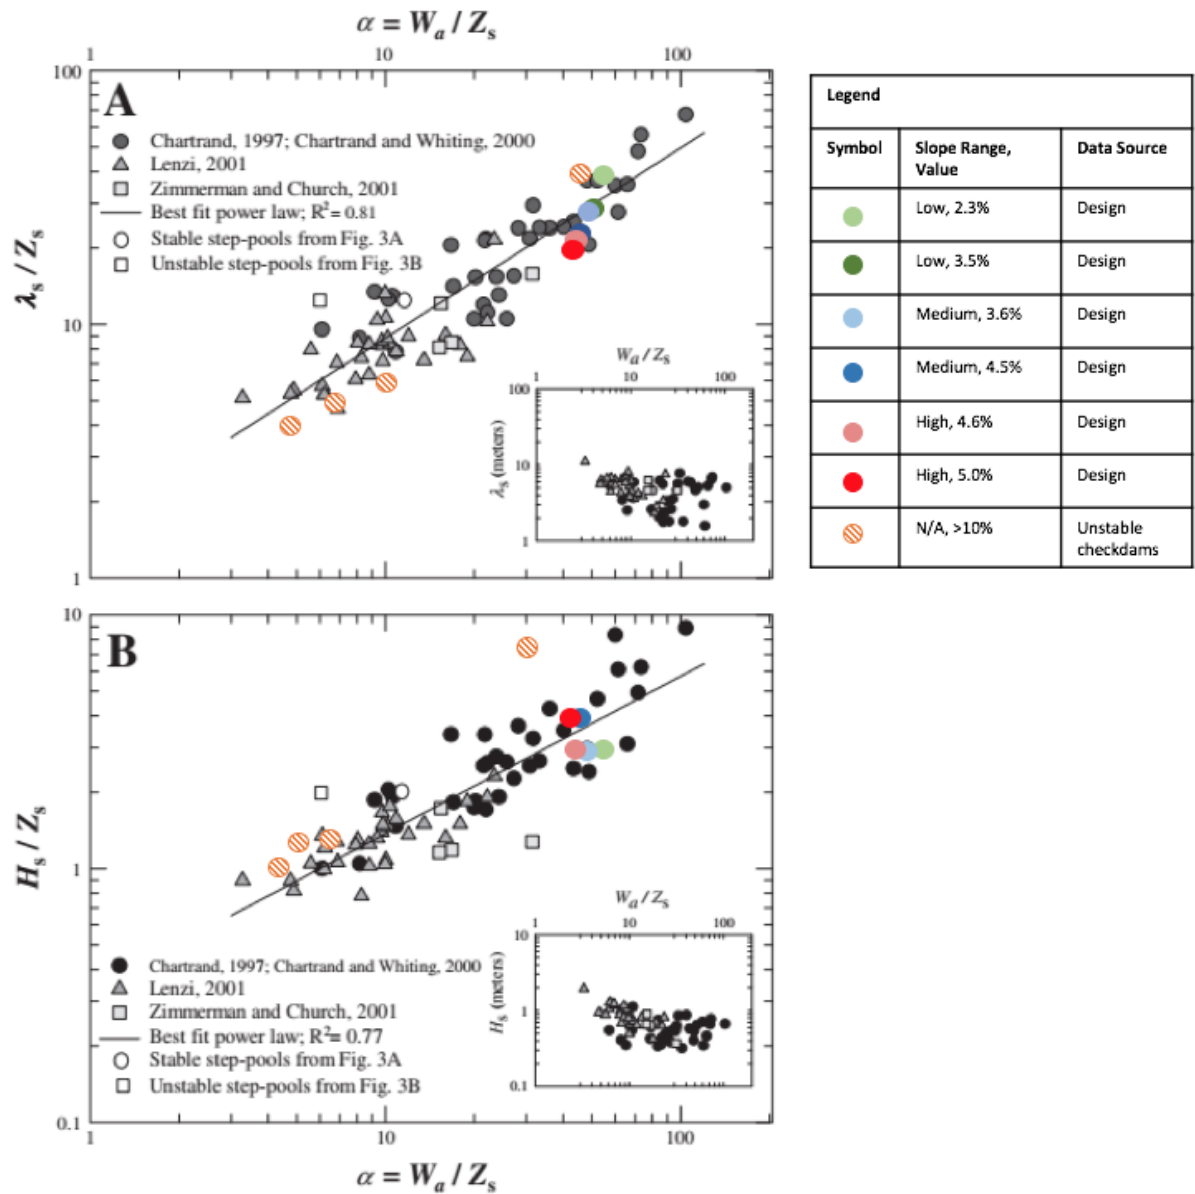 α = Wa / Zs
1 10 100
100
A
Chartrand, 1997; Chartrand and Whiting, 2000
Lenzi, 2001
Zimmerman and Church, 2001
Best fit power law; R²= 0.81
Stable step-pools from Fig. 3A
Unstable step-pools from Fig. 3B
λs / Zs
10
1
Wa / Zs
1 10 100
100
10
1
λs (meters)
Legend
Symbol Slope Range, Value Data Source
Low, 2.3% Design
Low, 3.5% Design
Medium, 3.6% Design
Medium, 4.5% Design
High, 4.6% Design
High, 5.0% Design
N/A, >10% Unstable checkdams
10
B
Hs / Zs
1
Chartrand, 1997; Chartrand and Whiting, 2000
Lenzi, 2001
Zimmerman and Church, 2001
Best fit power law; R²= 0.77
Stable step-pools from Fig. 3A
Unstable step-pools from Fig. 3B
Wa / Zs
1 10 100
10
1
0.1
Hs (meters)
0.1
1 10 100
α = Wa / Zs